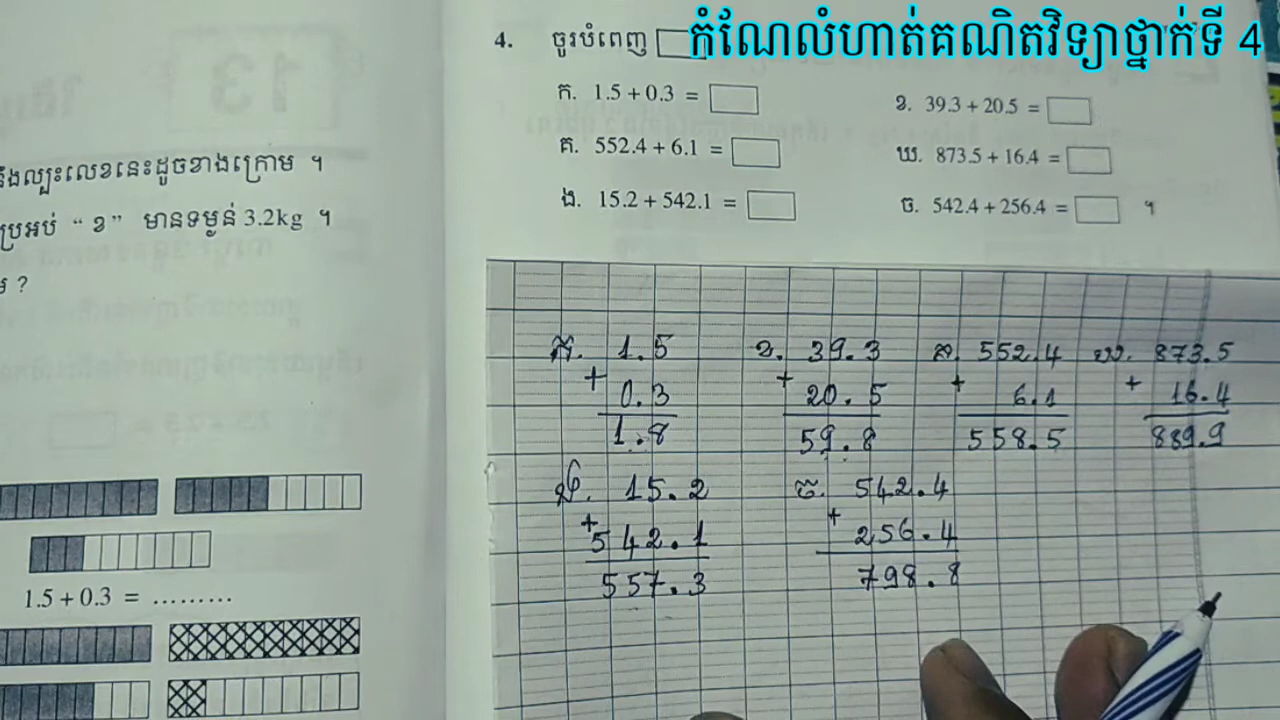 កំណែលំហាត់គណិតវិទ្យាថ្នាក់ទី 4
4. ចូរបំពេញ
ក. 1.5 + 0.3 =
ខ. 39.3 + 20.5 =
គ. 552.4 + 6.1 =
ឃ. 873.5 + 16.4 =
ង. 15.2 + 542.1 =
ច. 542.4 + 256.4 = ។
នឹងល្បះលេខនេះដូចខាងក្រោម ។
ប្រអប់ “ ខ ” មានទម្ងន់ 3.2kg ។
?
1.5 + 0.3 = .........
ក. 1.5 ខ. 39.3 គ. 552.4 ឃ. 873.5
+ 0.3 + 20.5 + 6.1 + 16.4
1.8 59.8 558.5 889.9
ង. 15.2 ច. 542.4
+ 542.1 + 256.4
557.3 798.8